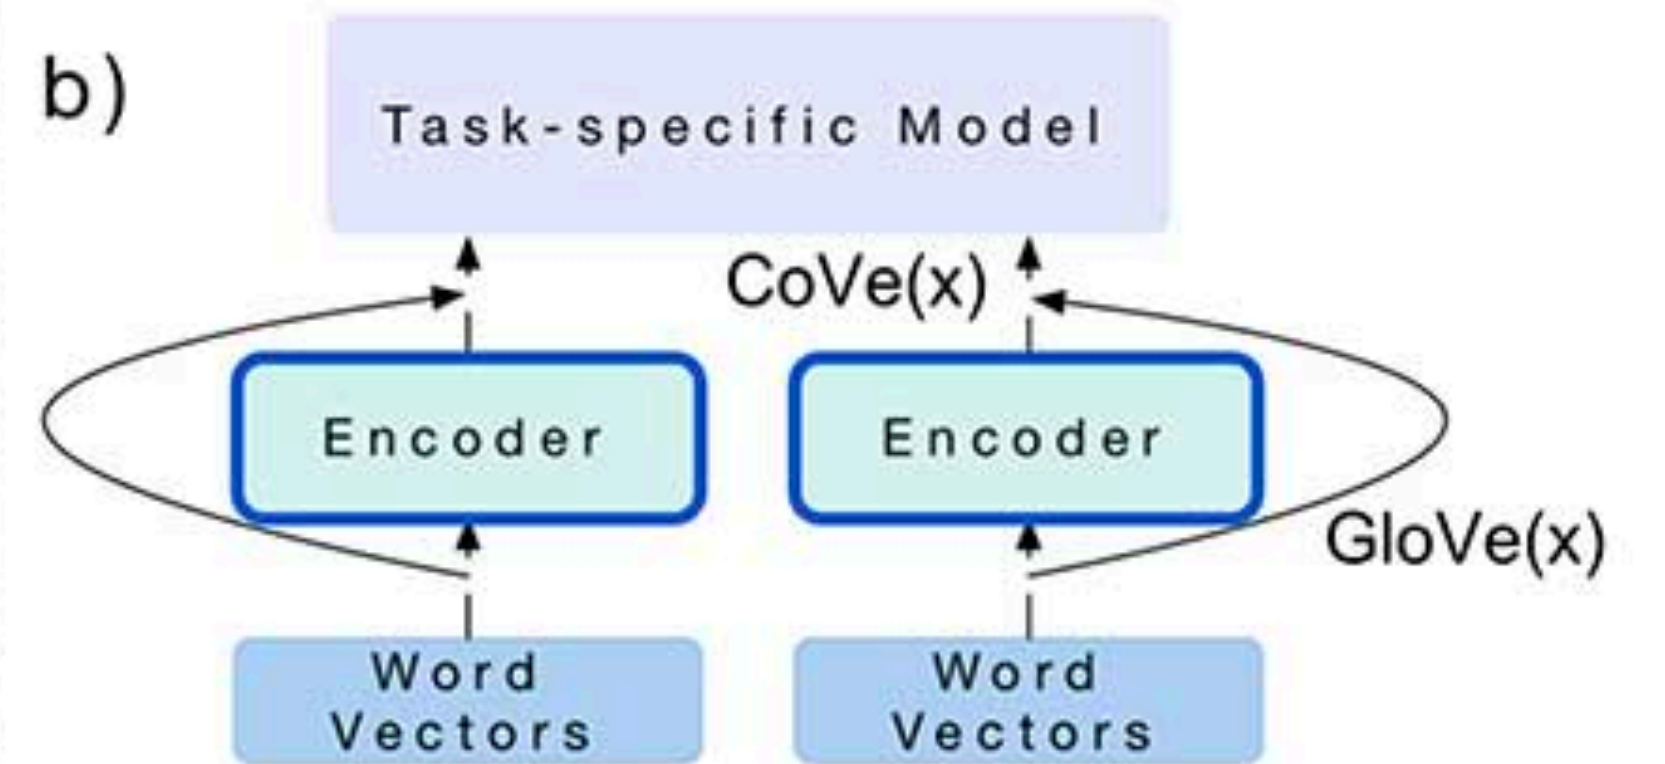 b)
Task-specific Model
CoVe(x)
Encoder
Encoder
GloVe(x)
Word
Vectors
Word
Vectors